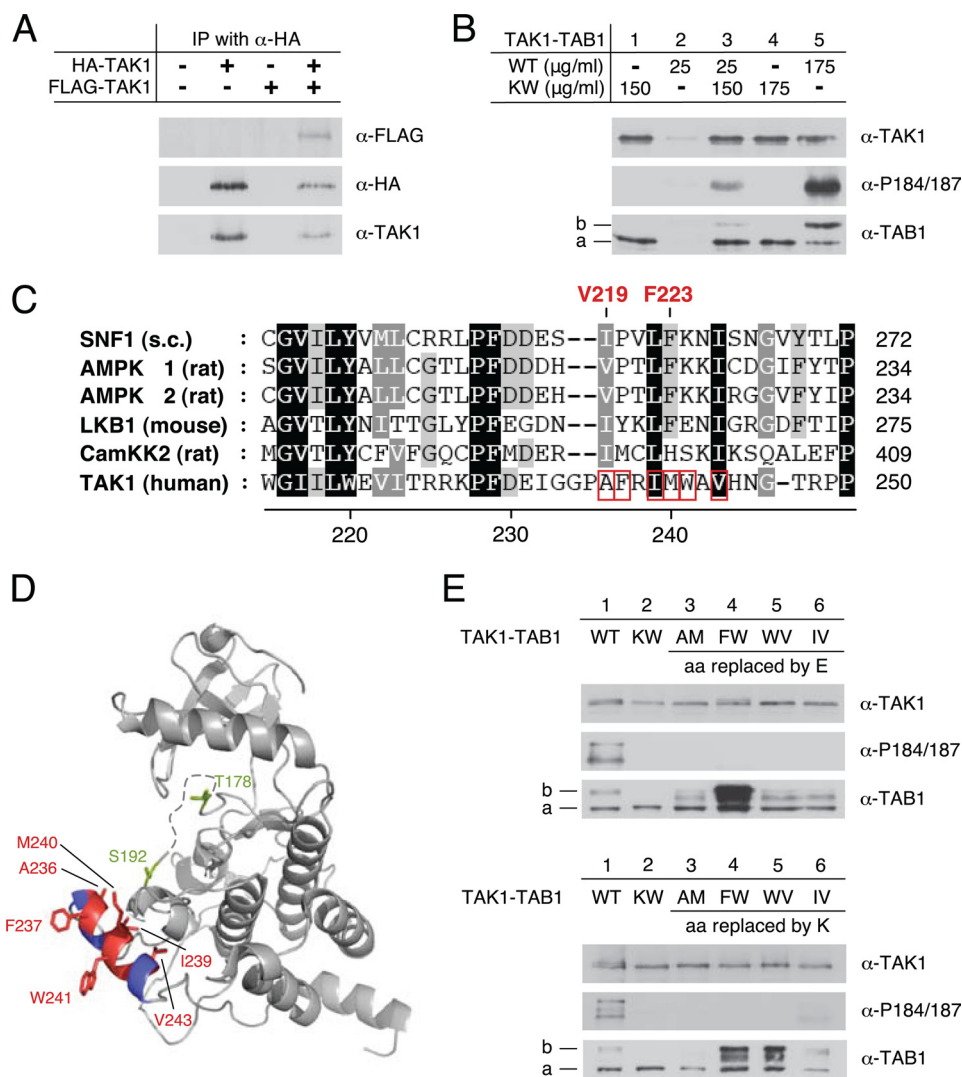 A
IP with α-HA
HA-TAK1 - + - +
FLAG-TAK1 - - + +
α-FLAG
α-HA
α-TAK1
B
TAK1-TAB1 1 2 3 4 5
WT (µg/ml) - 25 25 - 175
KW (µg/ml) 150 - 150 175 -
α-TAK1
α-P184/187
b
a
α-TAB1
C
V219 F223
SNF1 (s.c.) : CGVILYVMLCRRLPFDDES--IPVLFKNISNGVYTLP 272
AMPK 1 (rat) : SGVILYALLCGTLPFDDDH--VPTLFKKICDGIFYTP 234
AMPK 2 (rat) : CGVILYALLCGTLPFDDEH--VPTLFKKIRGGVFYIP 234
LKB1 (mouse) : AGVTLYNITTGLYPFEGDN--IYKLFENIGRGDFTIP 275
CamKK2 (rat) : MGVTLYCFVFGQCPFMDER--IMCLHSKIKSQALEFP 409
TAK1 (human) : WGIILWEVITRRKPFDEIGGPAFRIMWAVHNG-TRPP 250
220 230 240
D
T178
S192
M240
A236
F237
I239
W241
V243
E
1 2 3 4 5 6
TAK1-TAB1 WT KW AM FW WV IV
aa replaced by E
α-TAK1
α-P184/187
b
a
α-TAB1
1 2 3 4 5 6
TAK1-TAB1 WT KW AM FW WV IV
aa replaced by K
α-TAK1
α-P184/187
b
a
α-TAB1